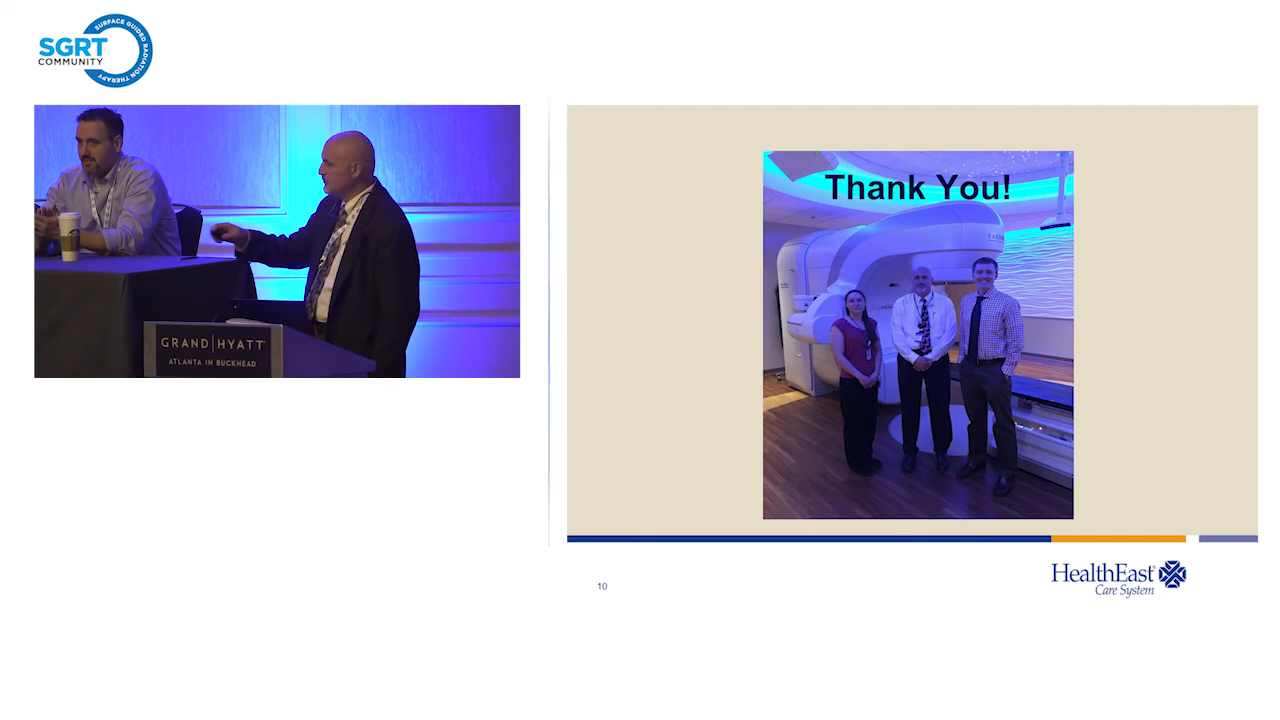 SGRT
COMMUNITY
SURFACE GUIDED RADIATION THERAPY
GRAND HYATT
ATLANTA IN BUCKHEAD
Thank You!
10
HealthEast
Care System